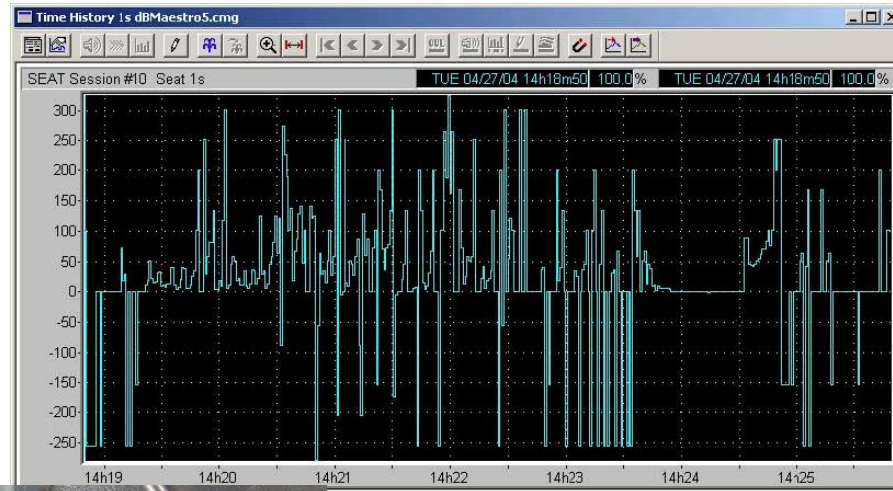 Time History 1s dBMaestro5.cmg
SEAT Session #10 Seat 1s
TUE 04/27/04 14h18m50 100.0 %
TUE 04/27/04 14h18m50 100.0 %
300
250
200
150
100
50
0
-50
-100
-150
-200
-250
14h19 14h20 14h21 14h22 14h23 14h24 14h25